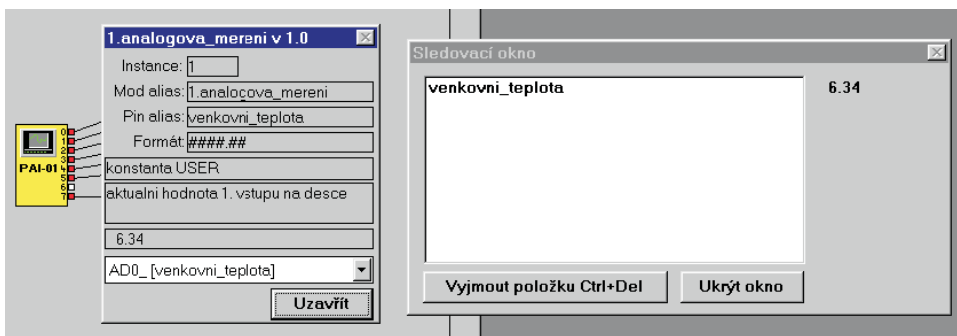 1.analogova_mereni v 1.0
Instance: 1
Mod alias: 1.analogova_mereni
Pin alias: venkovni_teplota
Formát ####.##
konstanta USER
aktualni hodnota 1. vstupu na desce
6.34
AD0_ [venkovni_teplota]
Uzavřít
PAI-01
0
1
2
3
4
5
6
7
Sledovací okno
venkovni_teplota 6.34
Vyjmout položku Ctrl+Del
Ukrýt okno